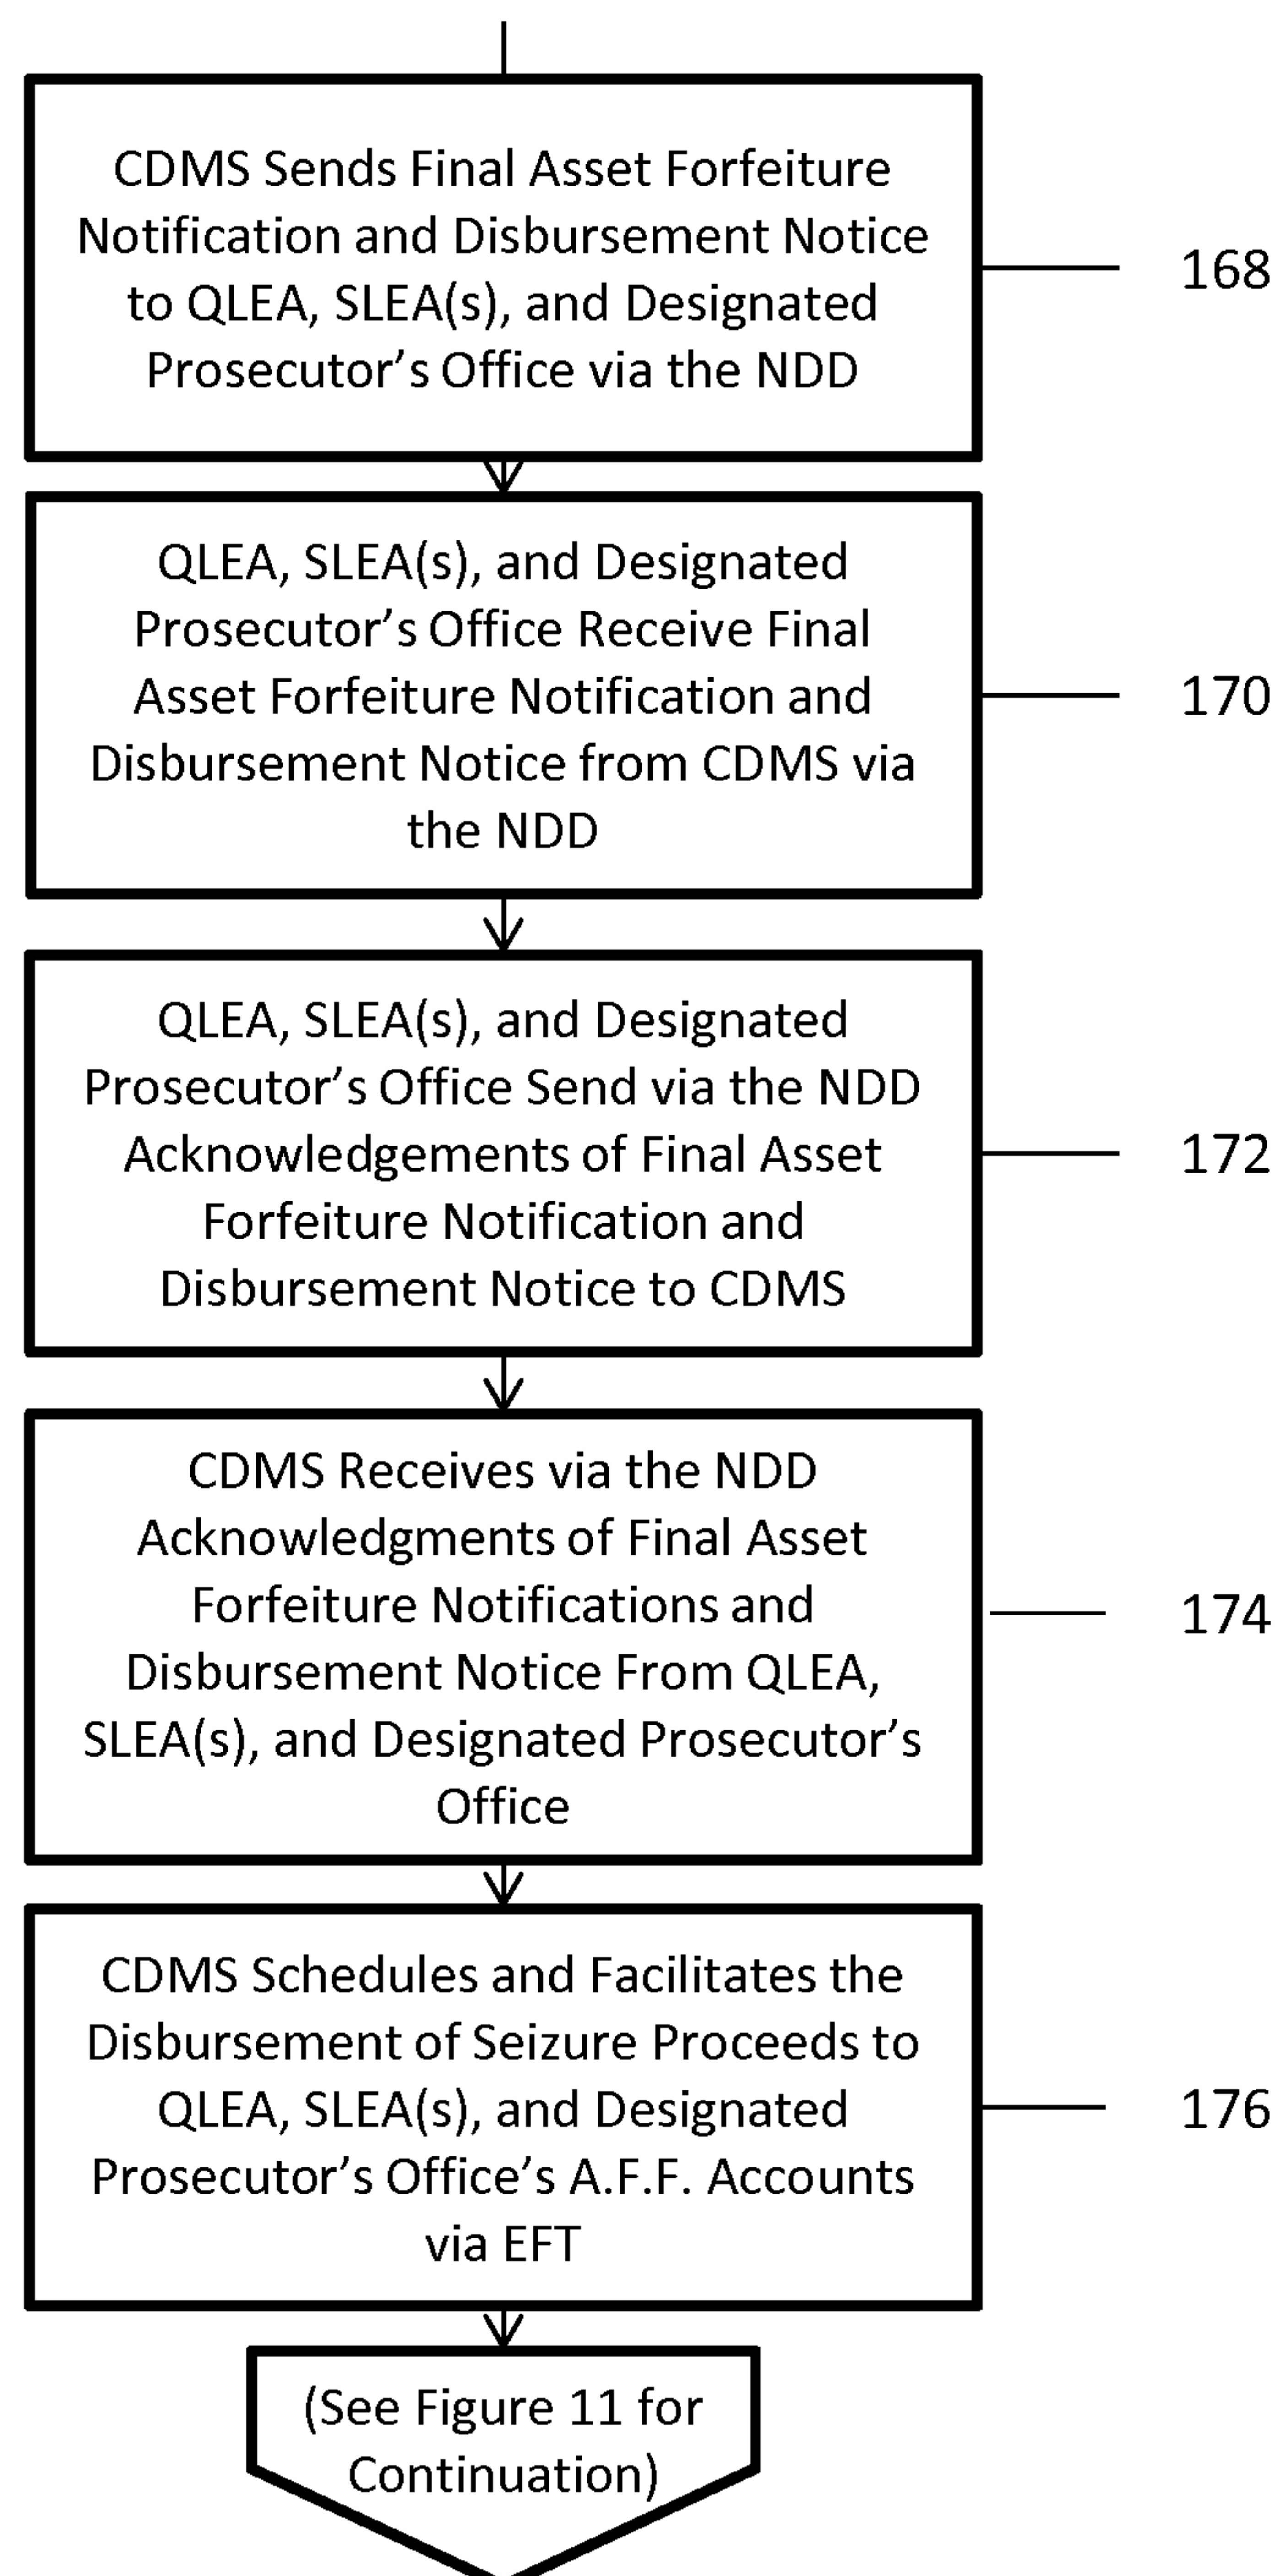 CDMS Sends Final Asset Forfeiture
Notification and Disbursement Notice
to QLEA, SLEA(s), and Designated
Prosecutor’s Office via the NDD
168
QLEA, SLEA(s), and Designated
Prosecutor’s Office Receive Final
Asset Forfeiture Notification and
Disbursement Notice from CDMS via
the NDD
170
QLEA, SLEA(s), and Designated
Prosecutor’s Office Send via the NDD
Acknowledgements of Final Asset
Forfeiture Notification and
Disbursement Notice to CDMS
172
CDMS Receives via the NDD
Acknowledgments of Final Asset
Forfeiture Notifications and
Disbursement Notice From QLEA,
SLEA(s), and Designated Prosecutor’s
Office
174
CDMS Schedules and Facilitates the
Disbursement of Seizure Proceeds to
QLEA, SLEA(s), and Designated
Prosecutor’s Office’s A.F.F. Accounts
via EFT
176
(See Figure 11 for
Continuation)